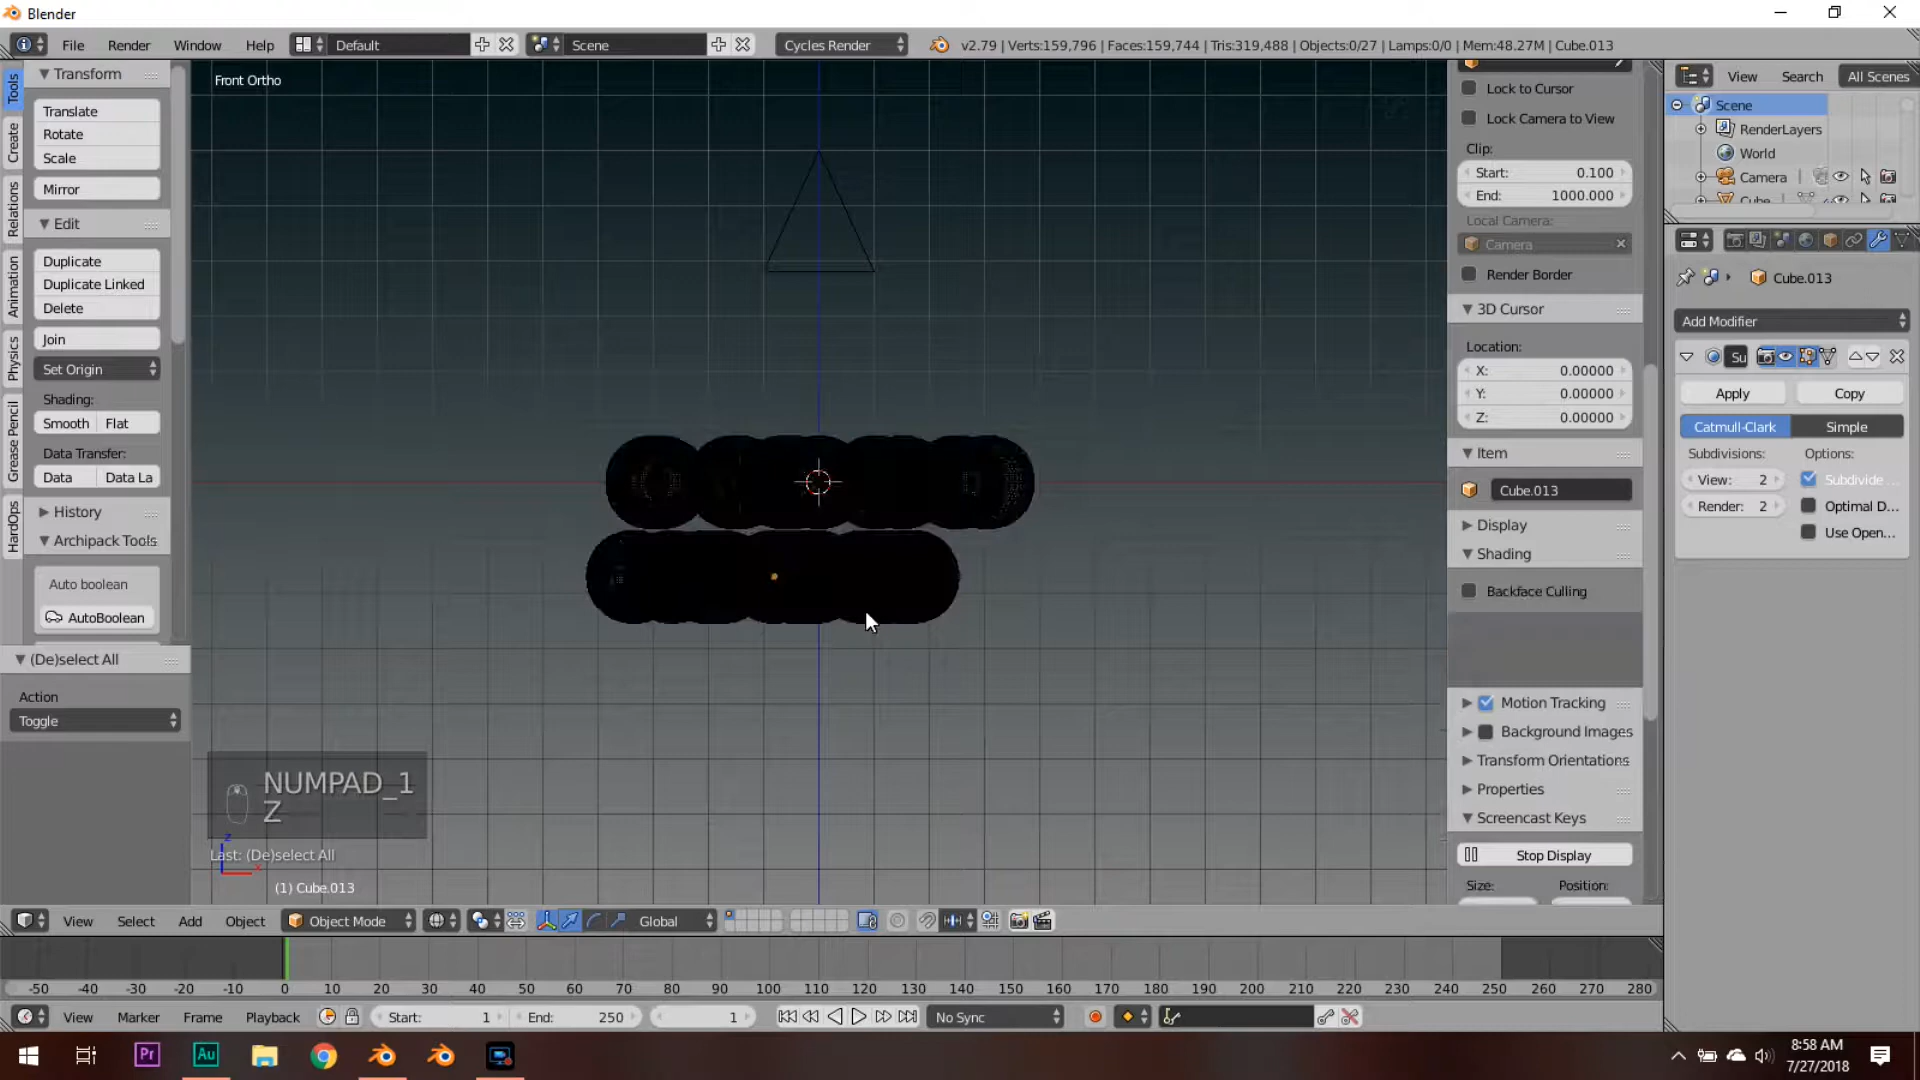 Blender
File Render Window Help Default Scene Cycles Render v2.79 | Verts:159,796 | Faces:159,744 | Tris:319,488 | Objects:0/27 | Lamps:0/0 | Mem:48.27M | Cube.013
Tools
Create
Relations
Animation
Physics
Grease Pencil
HardOps
Transform
Translate
Rotate
Scale
Mirror
Edit
Duplicate
Duplicate Linked
Delete
Join
Set Origin
Shading:
Smooth Flat
Data Transfer:
Data Data La
History
Archipack Tools
Auto boolean
AutoBoolean
(De)select All
Action
Toggle
Front Ortho
NUMPAD_1
Z
z
x
Last: (De)select All
(1) Cube.013
Lock to Cursor
Lock Camera to View
Clip:
Start: 0.100
End: 1000.000
Local Camera:
Camera
Render Border
3D Cursor
Location:
X: 0.00000
Y: 0.00000
Z: 0.00000
Item
Cube.013
Display
Shading
Backface Culling
Motion Tracking
Background Images
Transform Orientations
Properties
Screencast Keys
Stop Display
Size: Position:
View Search All Scenes
Scene
RenderLayers
World
Camera
Cube
Cube.013
Add Modifier
Su
Apply Copy
Catmull-Clark Simple
Subdivisions: Options:
View: 2 Subdivide ...
Render: 2 Optimal D...
Use Open...
View Select Add Object Object Mode Global
-50 -40 -30 -20 -10 0 10 20 30 40 50 60 70 80 90 100 110 120 130 140 150 160 170 180 190 200 210 220 230 240 250 260 270 280
View Marker Frame Playback Start: 1 End: 250 1 No Sync
Pr Au
8:58 AM
7/27/2018